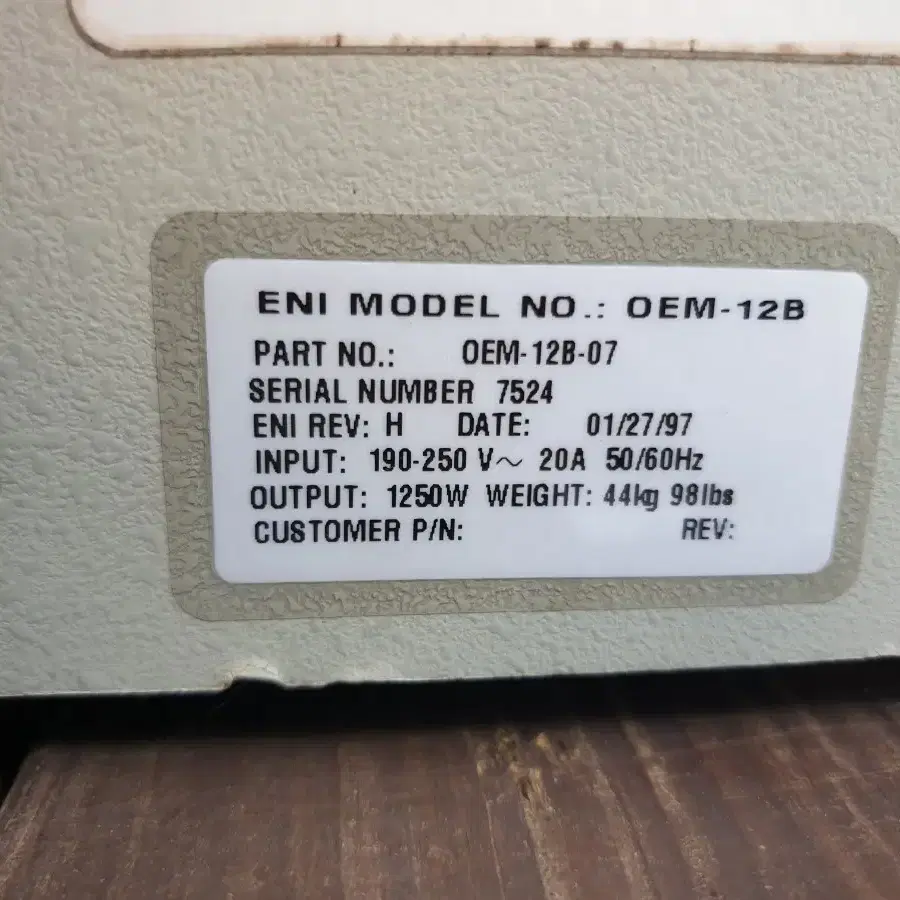 ENI MODEL NO.: OEM-12B
PART NO.: OEM-12B-07
SERIAL NUMBER 7524
ENI REV: H DATE: 01/27/97
INPUT: 190-250 V~ 20A 50/60Hz
OUTPUT: 1250W WEIGHT: 44kg 98lbs
CUSTOMER P/N: REV: